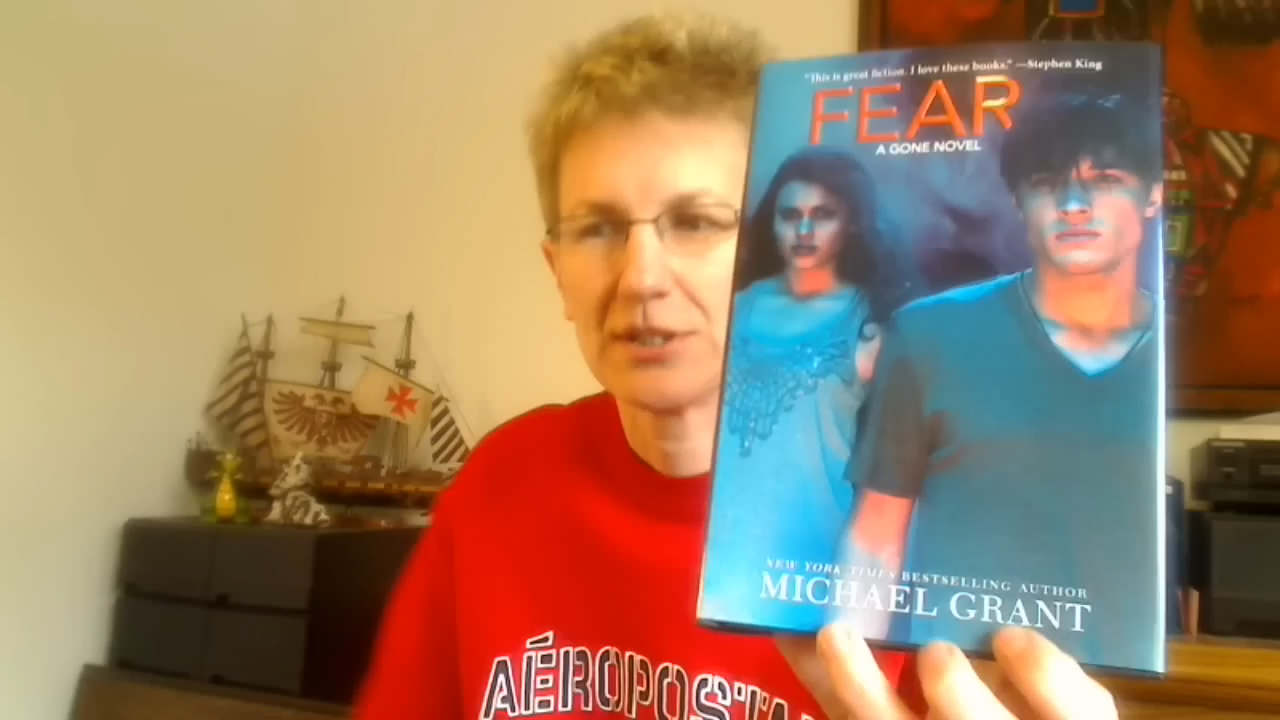 "This is great fiction. I love these books." —Stephen King
FEAR
A GONE NOVEL
NEW YORK TIMES BESTSELLING AUTHOR
MICHAEL GRANT
AÉROPOSTA